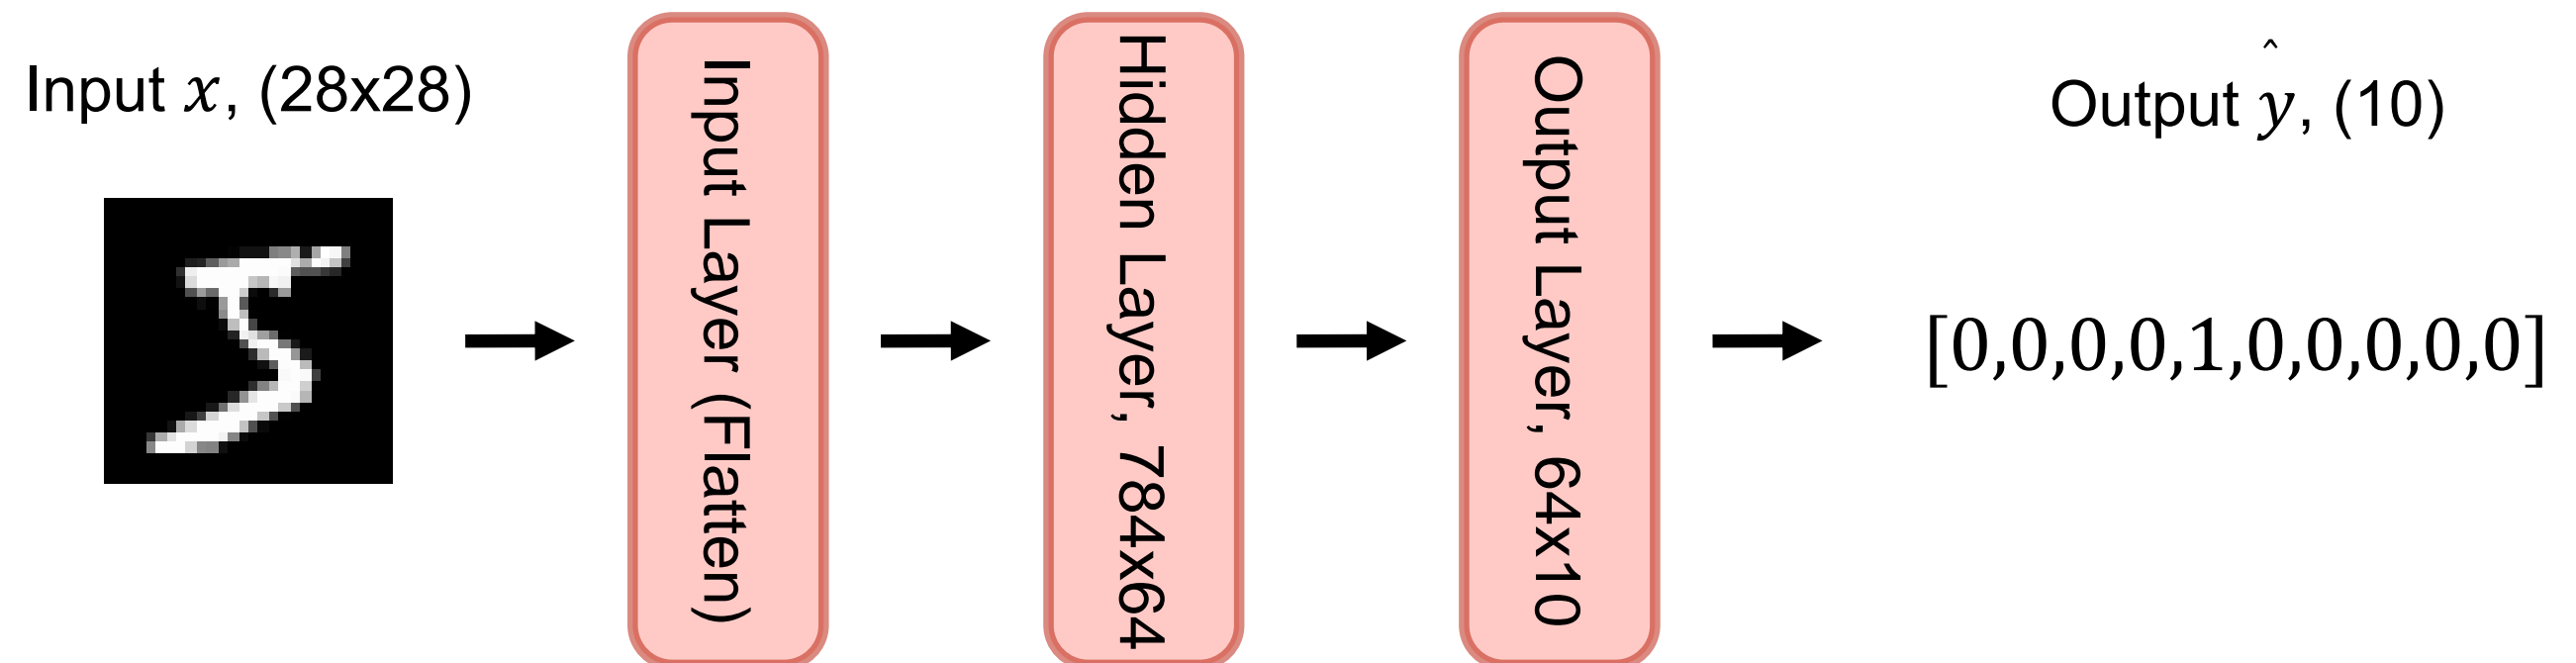 Input x, (28x28)
Input Layer (Flatten)
Hidden Layer, 784x64
Output Layer, 64x10
Output ŷ, (10)
[0,0,0,0,1,0,0,0,0,0]